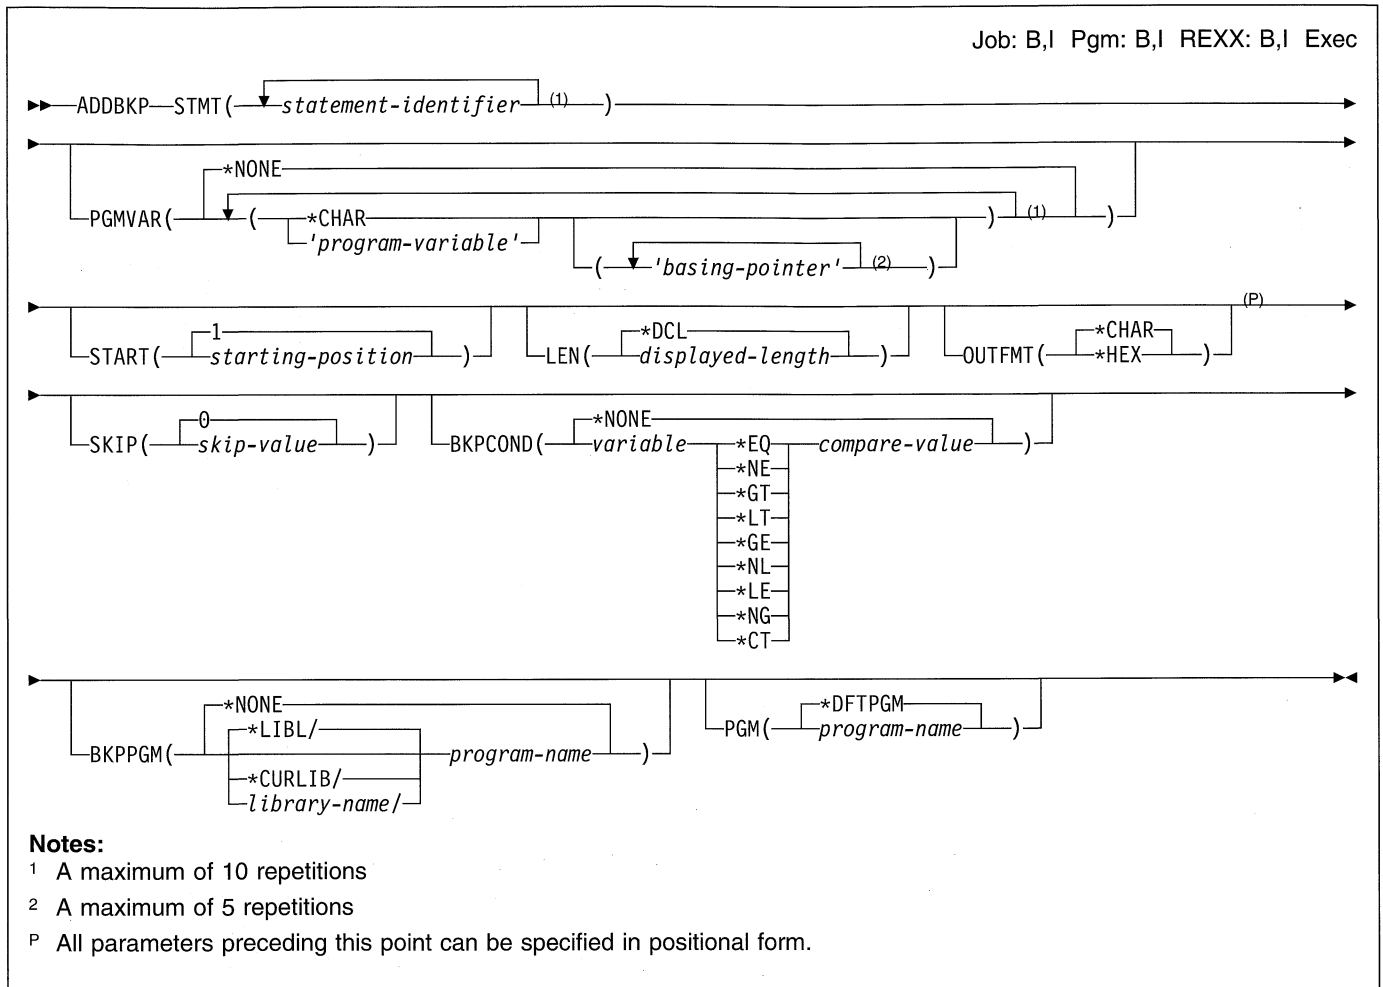 Job: B,I Pgm: B,I REXX: B,I Exec
ADDBKP STMT( statement-identifier (1) )
*NONE
PGMVAR( ( *CHAR ) (1) )
'program-variable'
( 'basing-pointer' (2) )
(P)
1 *DCL *CHAR
START( starting-position ) LEN( displayed-length ) OUTFMT( *HEX )
0 *NONE
SKIP( skip-value ) BKPCOND( variable *EQ compare-value )
*NE
*GT
*LT
*GE
*NL
*LE
*NG
*CT
*NONE *DFTPGM
*LIBL/ PGM( program-name )
BKPPGM( program-name )
*CURLIB/
library-name/
Notes:
1 A maximum of 10 repetitions
2 A maximum of 5 repetitions
P All parameters preceding this point can be specified in positional form.